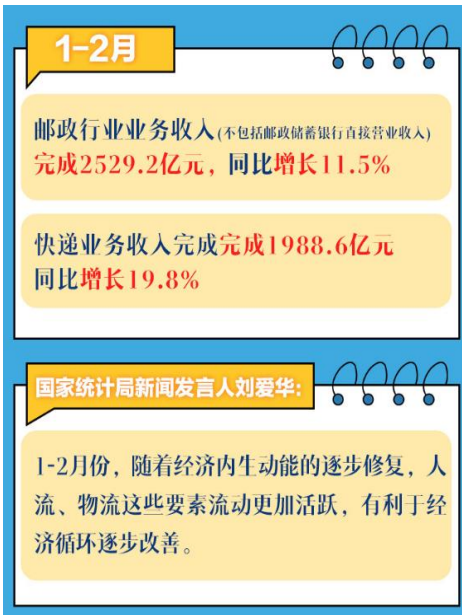 1-2月
邮政行业业务收入(不包括邮政储蓄银行直接营业收入)
完成2529.2亿元，同比增长11.5%
快递业务收入完成完成1988.6亿元
同比增长19.8%
国家统计局新闻发言人刘爱华:
1-2月份，随着经济内生动能的逐步修复，人
流、物流这些要素流动更加活跃，有利于经
济循环逐步改善。